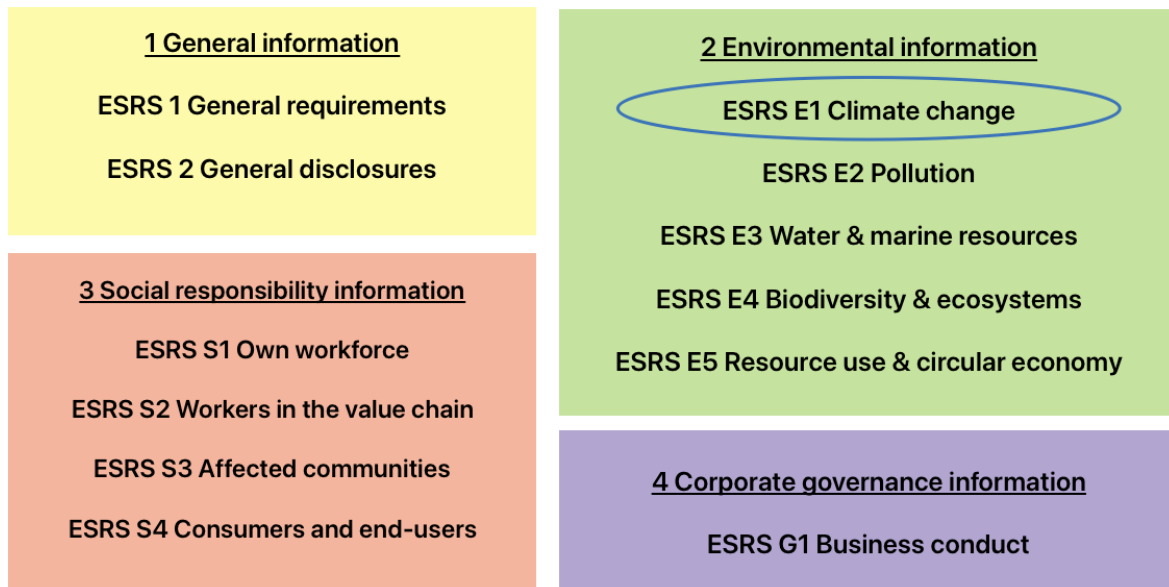 1 General information
ESRS 1 General requirements
ESRS 2 General disclosures
2 Environmental information
ESRS E1 Climate change
ESRS E2 Pollution
ESRS E3 Water & marine resources
ESRS E4 Biodiversity & ecosystems
ESRS E5 Resource use & circular economy
3 Social responsibility information
ESRS S1 Own workforce
ESRS S2 Workers in the value chain
ESRS S3 Affected communities
ESRS S4 Consumers and end-users
4 Corporate governance information
ESRS G1 Business conduct